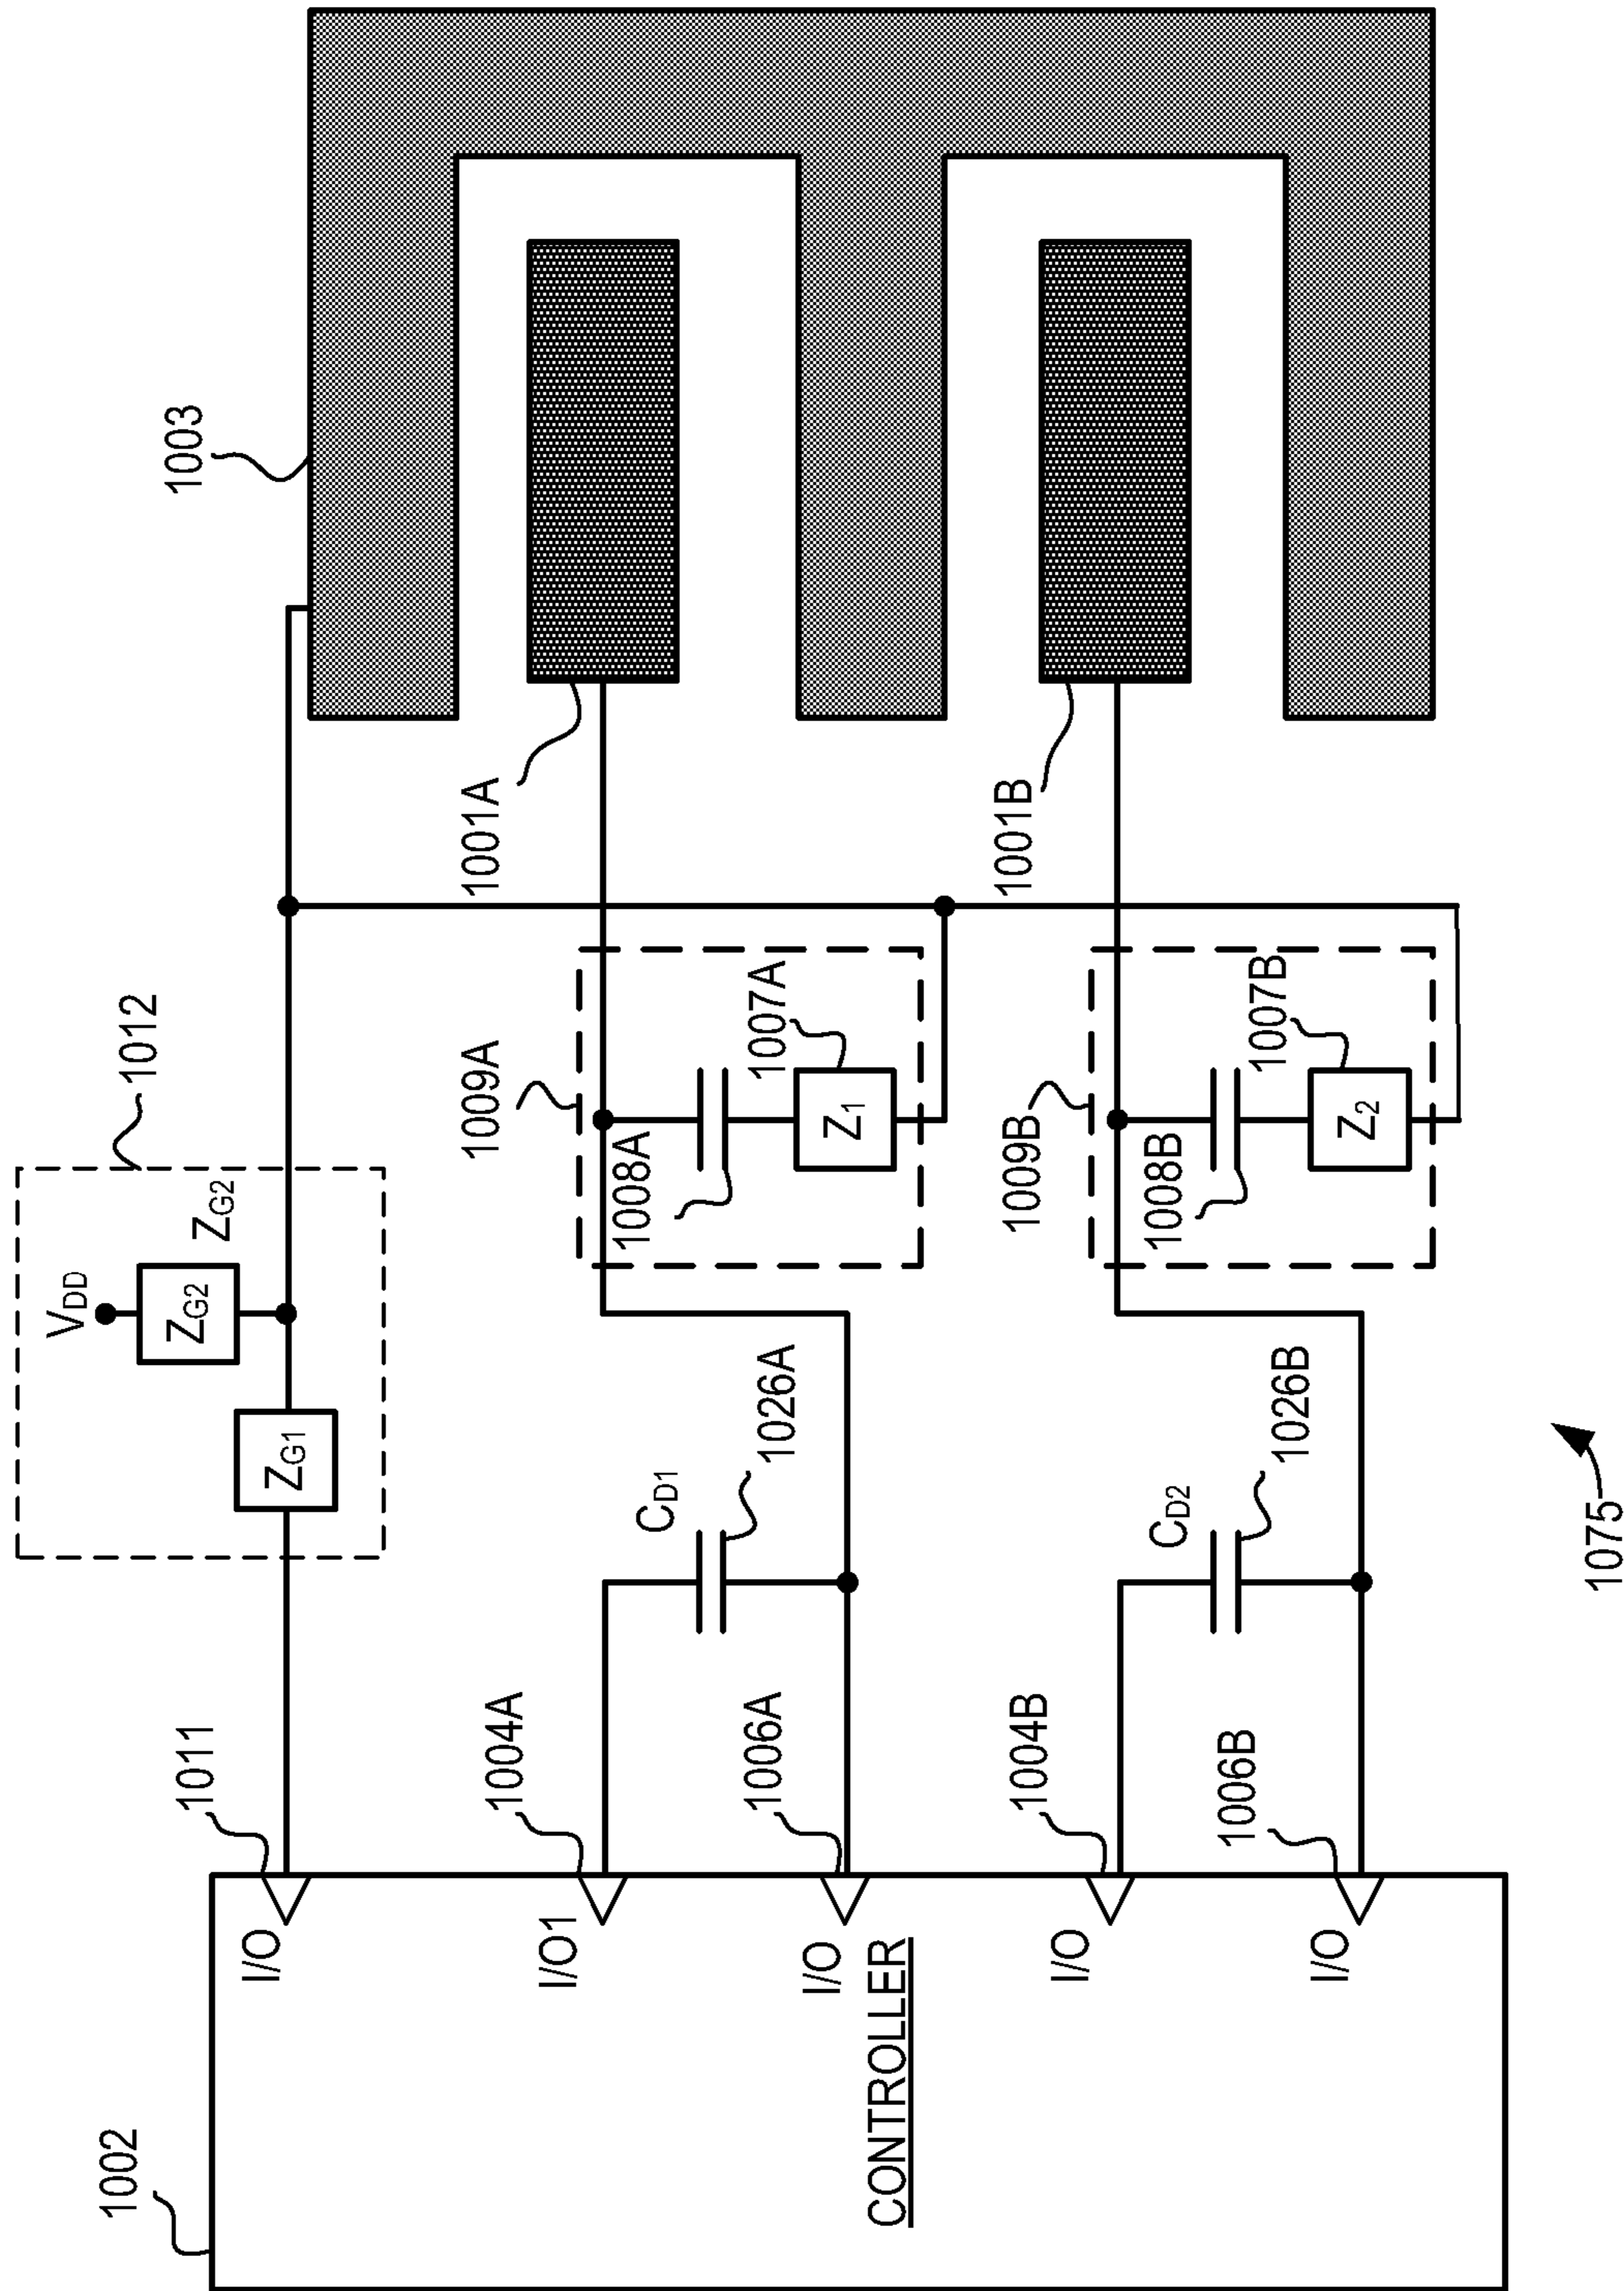 1002
CONTROLLER
I/O
I/O1
I/O
I/O
I/O
1011
1004A
1006A
1004B
1006B
1075
CD1
1026A
CD2
1026B
VDD
ZG1
ZG2
ZG2
1012
1009A
1008A
1007A
Z1
1009B
1008B
1007B
Z2
1001A
1001B
1003